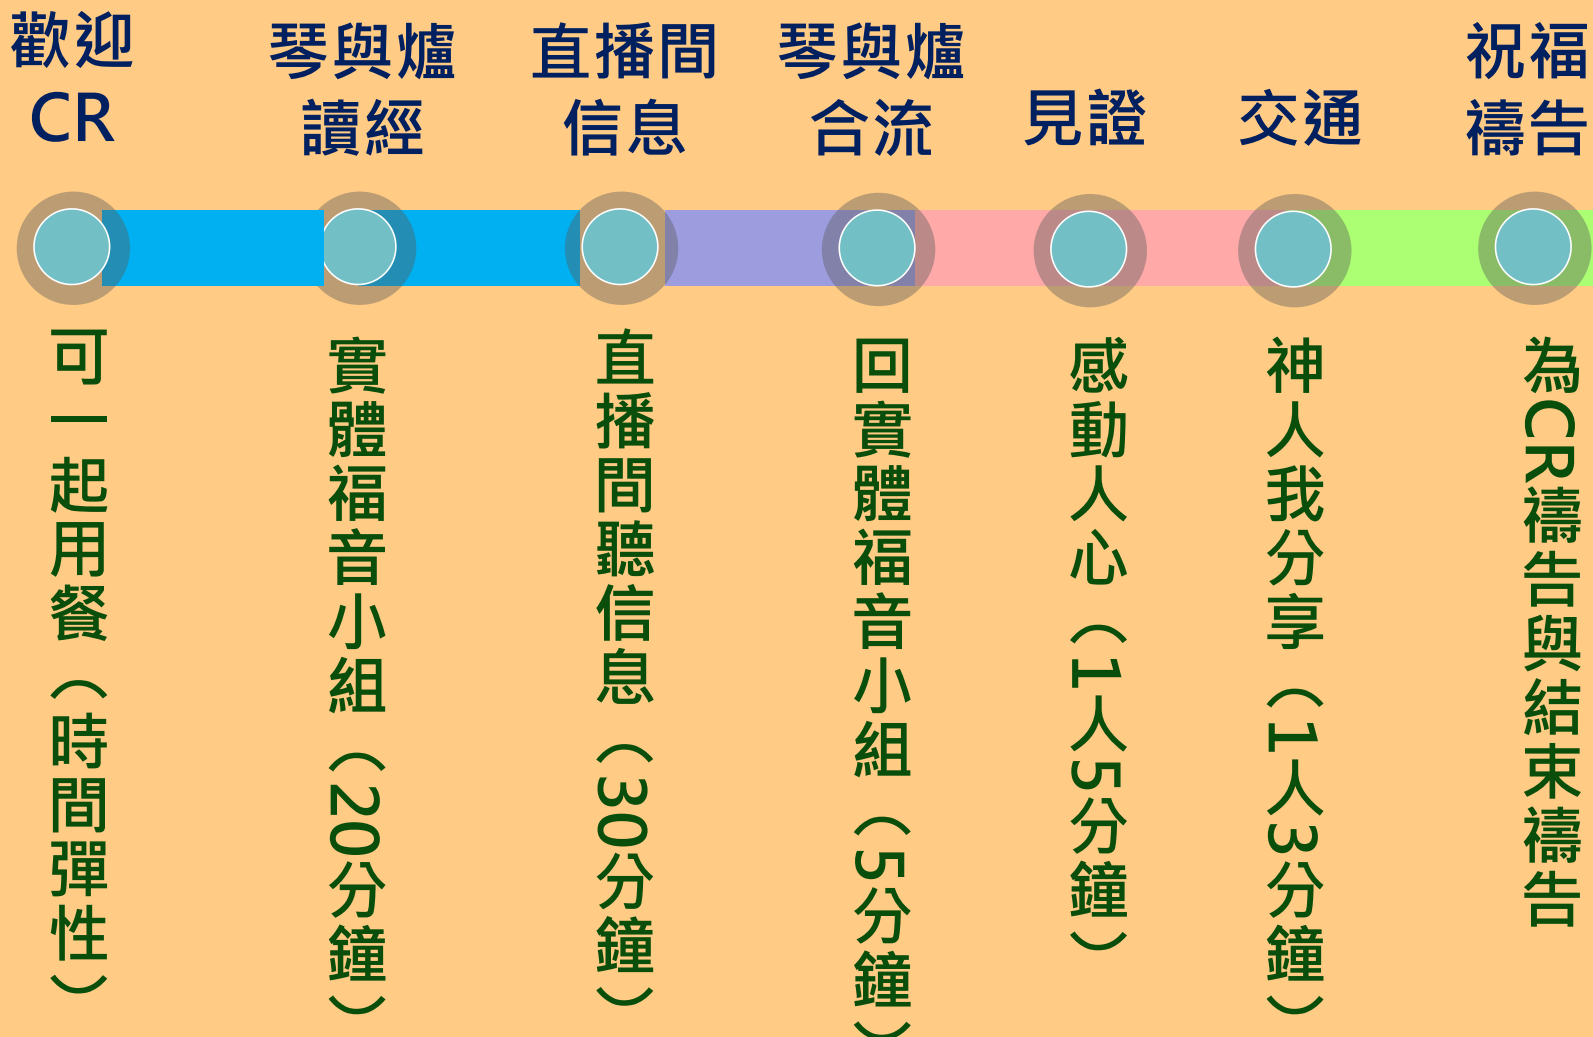 歡迎
CR
琴與爐
讀經
直播間
信息
琴與爐
合流
見證
交通
祝福
禱告
可一起用餐（時間彈性）
實體福音小組（20分鐘）
直播間聽信息（30分鐘）
回實體福音小組（5分鐘）
感動人心（1人5分鐘）
神人我分享（1人3分鐘）
為CR禱告與結束禱告